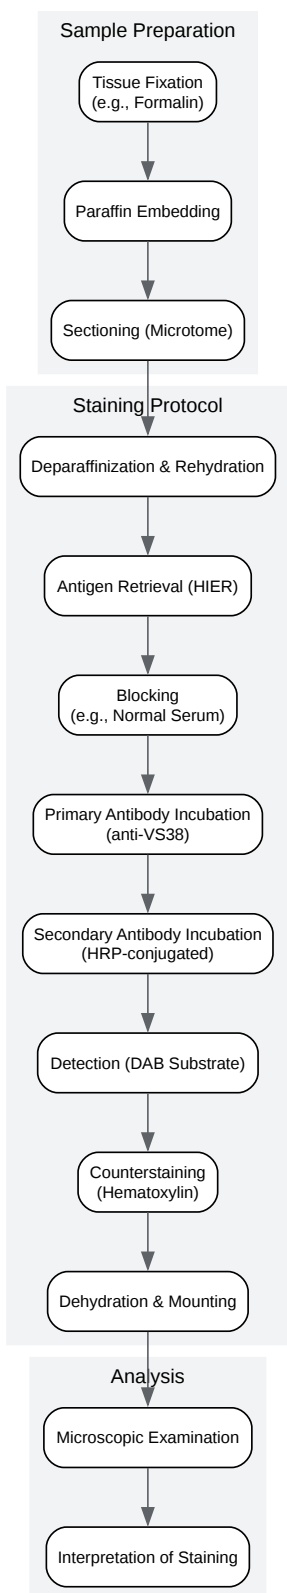 Sample Preparation
Tissue Fixation
(e.g., Formalin)
Paraffin Embedding
Sectioning (Microtome)
Staining Protocol
Deparaffinization & Rehydration
Antigen Retrieval (HIER)
Blocking
(e.g., Normal Serum)
Primary Antibody Incubation
(anti-VS38)
Secondary Antibody Incubation
(HRP-conjugated)
Detection (DAB Substrate)
Counterstaining
(Hematoxylin)
Dehydration & Mounting
Analysis
Microscopic Examination
Interpretation of Staining